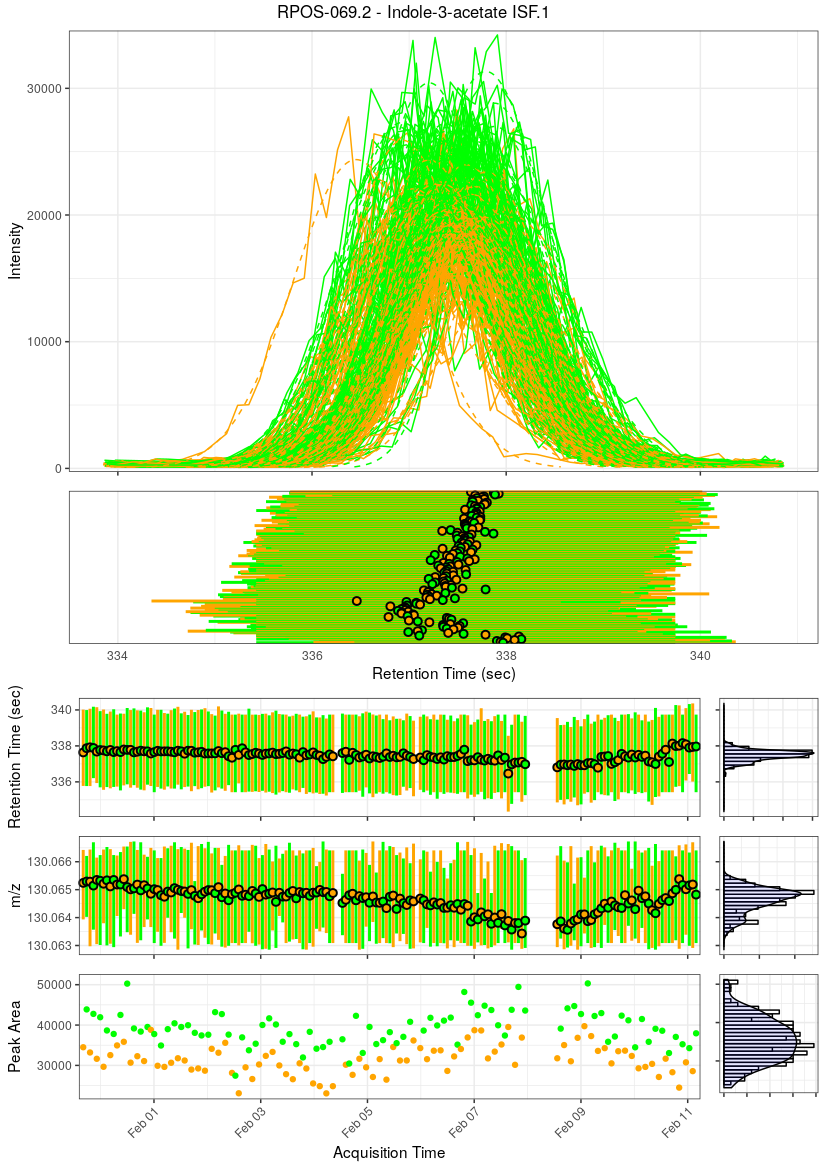 RPOS-069.2 - Indole-3-acetate ISF.1
Intensity
30000
20000
10000
0
334
336
338
340
Retention Time (sec)
Retention Time (sec)
340
338
336
m/z
130.066
130.065
130.064
130.063
Peak Area
50000
40000
30000
Feb 01
Feb 03
Feb 05
Feb 07
Feb 09
Feb 11
Acquisition Time